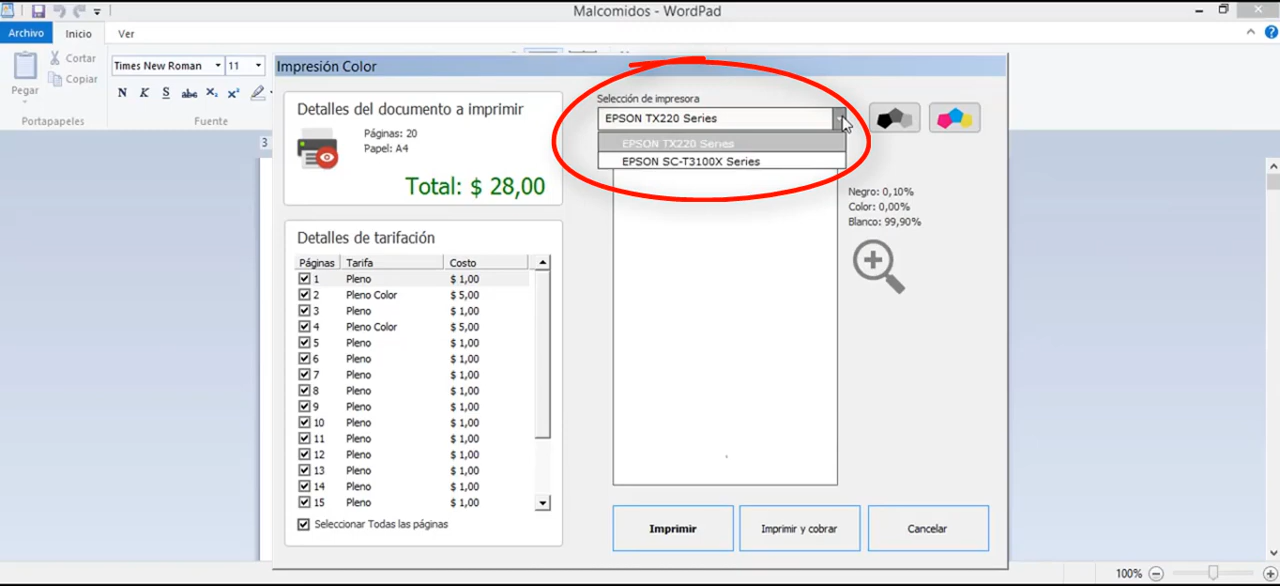 Malcomidos - WordPad
Archivo Inicio Ver
Pegar
Cortar
Copiar
Portapapeles
Times New Roman 11
N K S abc X₂ X²
Fuente
3
Impresión Color
Detalles del documento a imprimir
Páginas: 20
Papel: A4
Total: $ 28,00
Detalles de tarifación
Páginas Tarifa Costo
1 Pleno $ 1,00
2 Pleno Color $ 5,00
3 Pleno $ 1,00
4 Pleno Color $ 5,00
5 Pleno $ 1,00
6 Pleno $ 1,00
7 Pleno $ 1,00
8 Pleno $ 1,00
9 Pleno $ 1,00
10 Pleno $ 1,00
11 Pleno $ 1,00
12 Pleno $ 1,00
13 Pleno $ 1,00
14 Pleno $ 1,00
15 Pleno $ 1,00
Seleccionar Todas las páginas
Selección de impresora
EPSON TX220 Series
EPSON TX220 Series
EPSON SC-T3100X Series
Negro: 0,10%
Color: 0,00%
Blanco: 99,90%
Imprimir
Imprimir y cobrar
Cancelar
100%